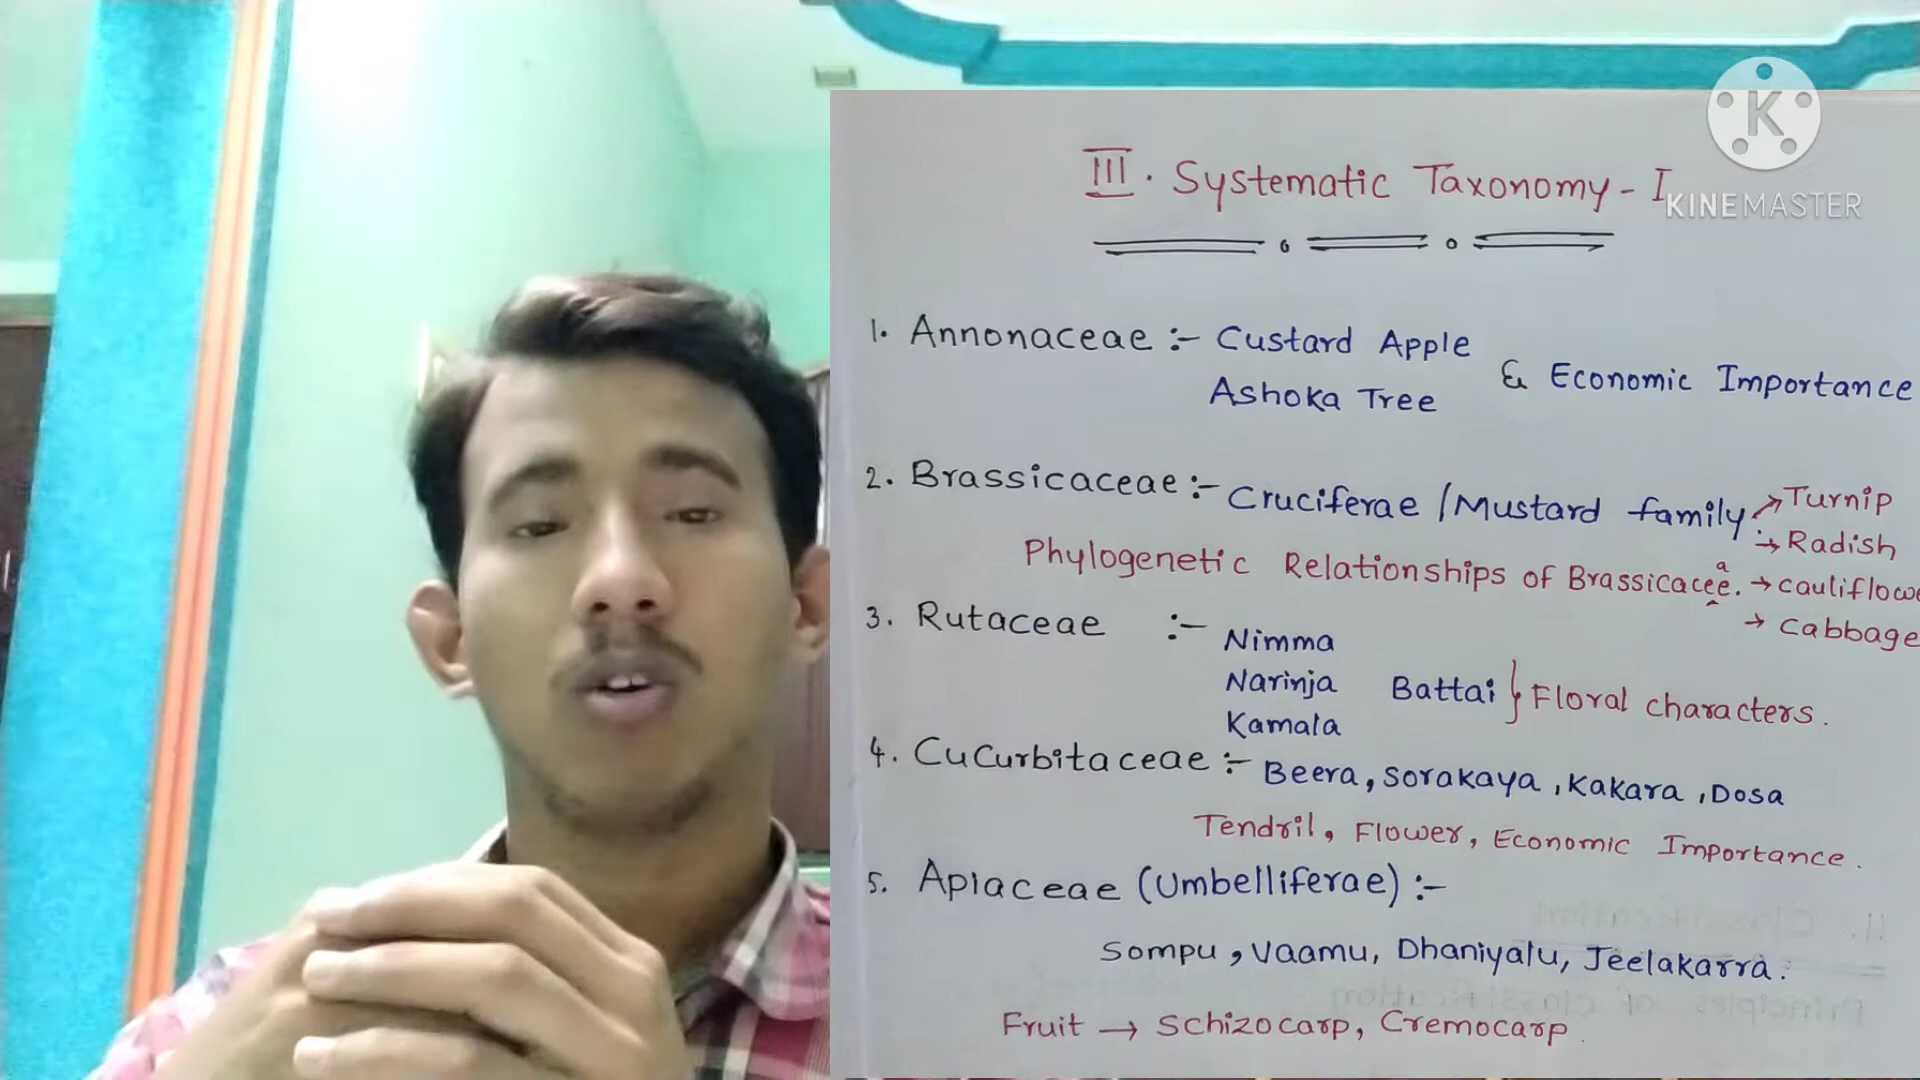 K
KINEMASTER
III. Systematic Taxonomy - I
1. Annonaceae :- Custard Apple
Ashoka Tree
& Economic Importance
2. Brassicaceae :- Cruciferae / Mustard family → Turnip
→ Radish
Phylogenetic Relationships of Brassicaceae. → cauliflowe
→ cabbage
3. Rutaceae :- Nimma
Narinja Battai } Floral characters.
Kamala
4. CuCurbitaceae :- Beera, Sorakaya, Kakara, Dosa
Tendril, Flower, Economic Importance.
5. Apiaceae (Umbelliferae) :-
Sompu, Vaamu, Dhaniyalu, Jeelakarra.
Fruit → Schizocarp, Cremocarp